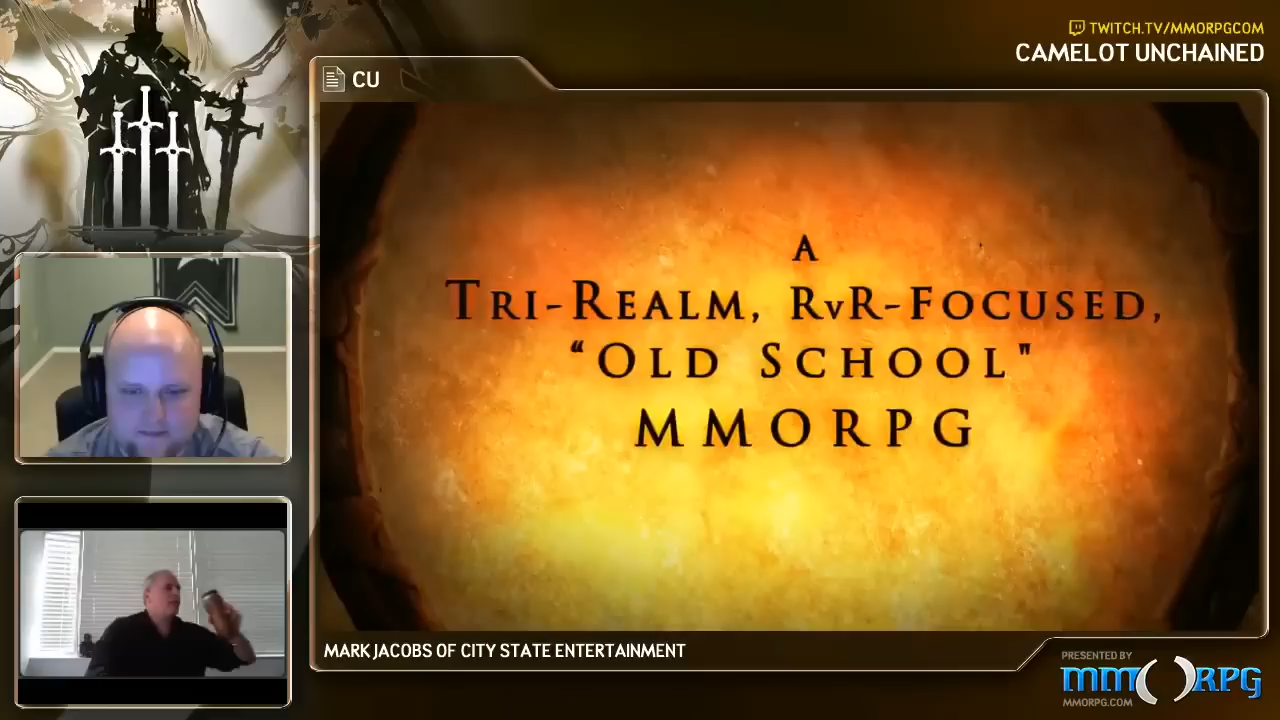 TWITCH.TV/MMORPGCOM
CAMELOT UNCHAINED
CU
A
TRI-REALM, RvR-FOCUSED,
“OLD SCHOOL"
MMORPG
MARK JACOBS OF CITY STATE ENTERTAINMENT
PRESENTED BY
MMORPG
MMORPG.COM